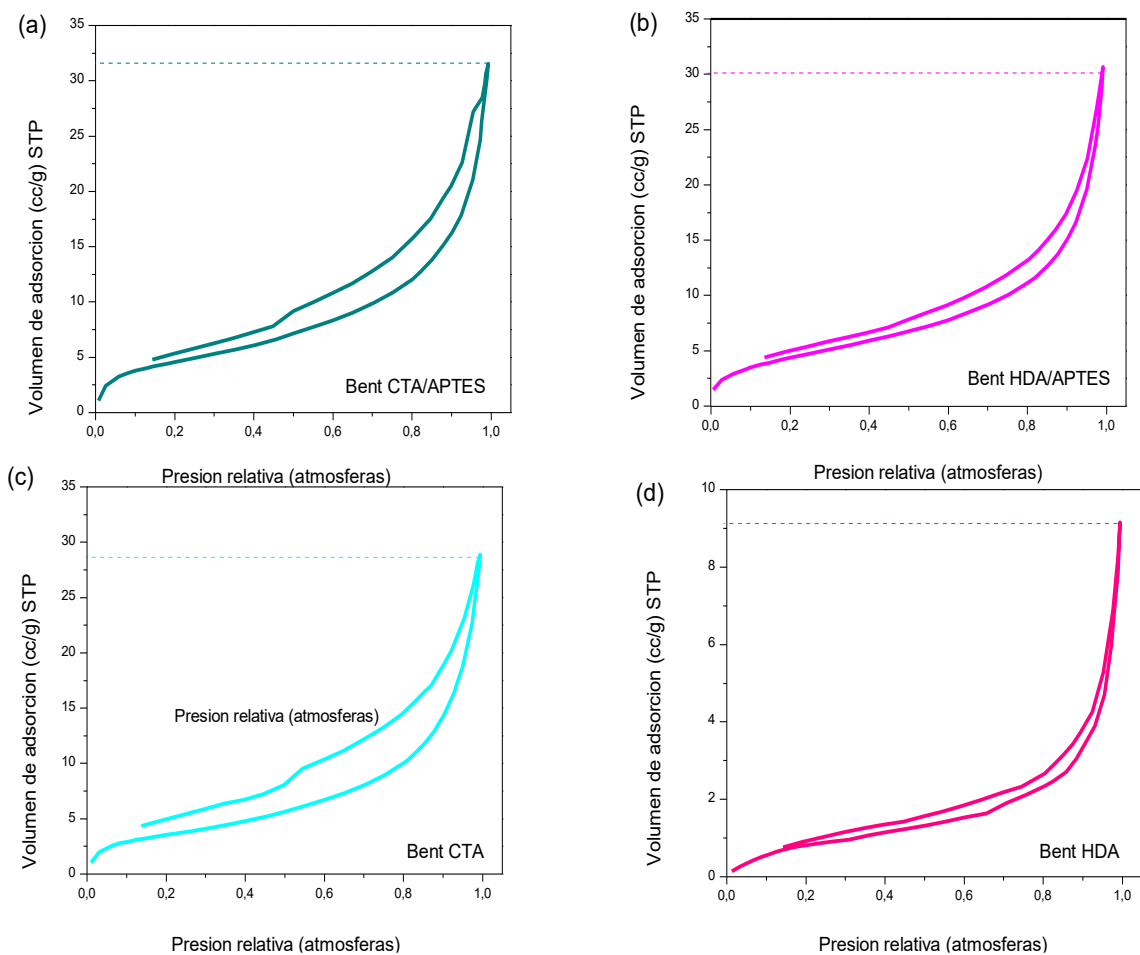 (a)
35
30
25
20
15
10
5
0
Volumen de adsorcion (cc/g) STP
Bent CTA/APTES
0,0 0,2 0,4 0,6 0,8 1,0
Presion relativa (atmosferas)
(b)
35
30
25
20
15
10
5
0
Volumen de adsorcion (cc/g) STP
Bent HDA/APTES
0,0 0,2 0,4 0,6 0,8 1,0
Presion relativa (atmosferas)
(c)
35
30
25
20
15
10
5
0
Volumen de adsorcion (cc/g) STP
Presion relativa (atmosferas)
Bent CTA
0,0 0,2 0,4 0,6 0,8 1,0
Presion relativa (atmosferas)
(d)
10
8
6
4
2
0
Volumen de adsorcion (cc/g) STP
Bent HDA
0,0 0,2 0,4 0,6 0,8 1,0
Presion relativa (atmosferas)